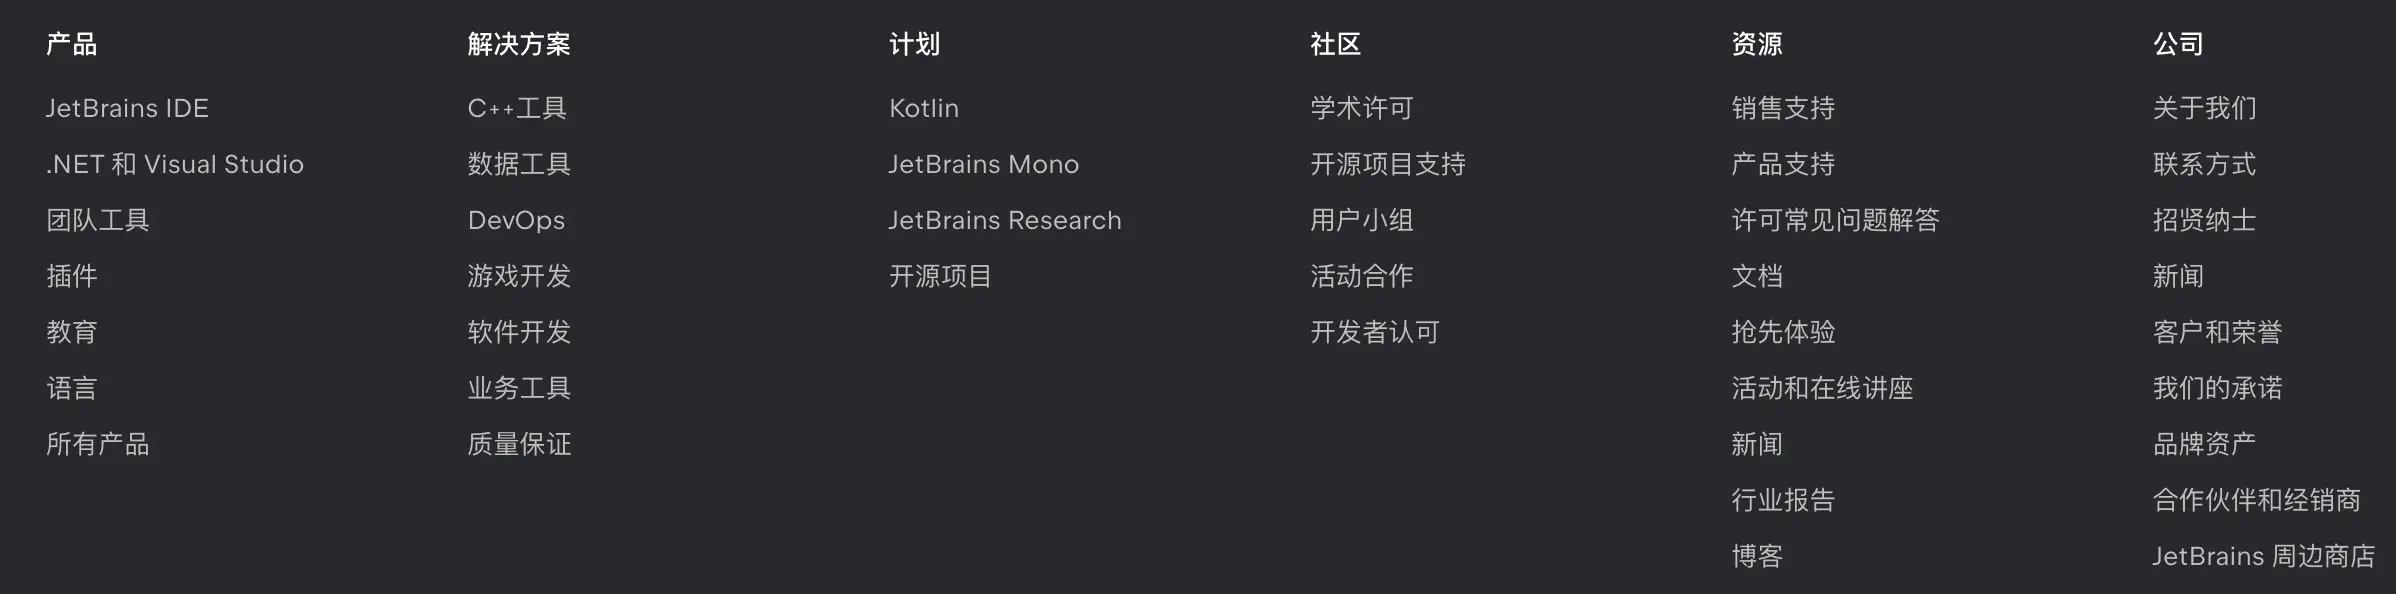 产品
JetBrains IDE
.NET 和 Visual Studio
团队工具
插件
教育
语言
所有产品
解决方案
C++工具
数据工具
DevOps
游戏开发
软件开发
业务工具
质量保证
计划
Kotlin
JetBrains Mono
JetBrains Research
开源项目
社区
学术许可
开源项目支持
用户小组
活动合作
开发者认可
资源
销售支持
产品支持
许可常见问题解答
文档
抢先体验
活动和在线讲座
新闻
行业报告
博客
公司
关于我们
联系方式
招贤纳士
新闻
客户和荣誉
我们的承诺
品牌资产
合作伙伴和经销商
JetBrains 周边商店